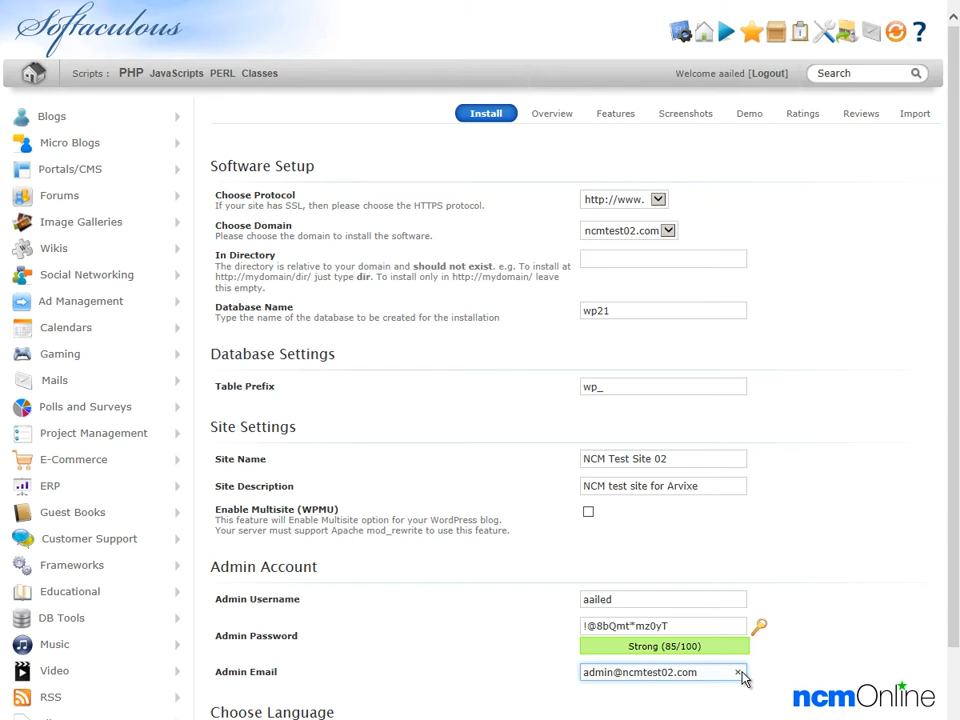 Softaculous
Scripts : PHP JavaScripts PERL Classes
Welcome aailed [Logout]
Search
Install Overview Features Screenshots Demo Ratings Reviews Import
Blogs
Micro Blogs
Portals/CMS
Forums
Image Galleries
Wikis
Social Networking
Ad Management
Calendars
Gaming
Mails
Polls and Surveys
Project Management
E-Commerce
ERP
Guest Books
Customer Support
Frameworks
Educational
DB Tools
Music
Video
RSS
Software Setup
Choose Protocol
If your site has SSL, then please choose the HTTPS protocol.
http://www.
Choose Domain
Please choose the domain to install the software.
ncmtest02.com
In Directory
The directory is relative to your domain and should not exist. e.g. To install at
http://mydomain/dir/ just type dir. To install only in http://mydomain/ leave
this empty.
Database Name
Type the name of the database to be created for the installation
wp21
Database Settings
Table Prefix
wp_
Site Settings
Site Name
NCM Test Site 02
Site Description
NCM test site for Arvixe
Enable Multisite (WPMU)
This feature will Enable Multisite option for your WordPress blog.
Your server must support Apache mod_rewrite to use this feature.
Admin Account
Admin Username
aailed
Admin Password
!@8bQmt*mz0yT
Strong (85/100)
Admin Email
admin@ncmtest02.com
Choose Language
ncmOnline